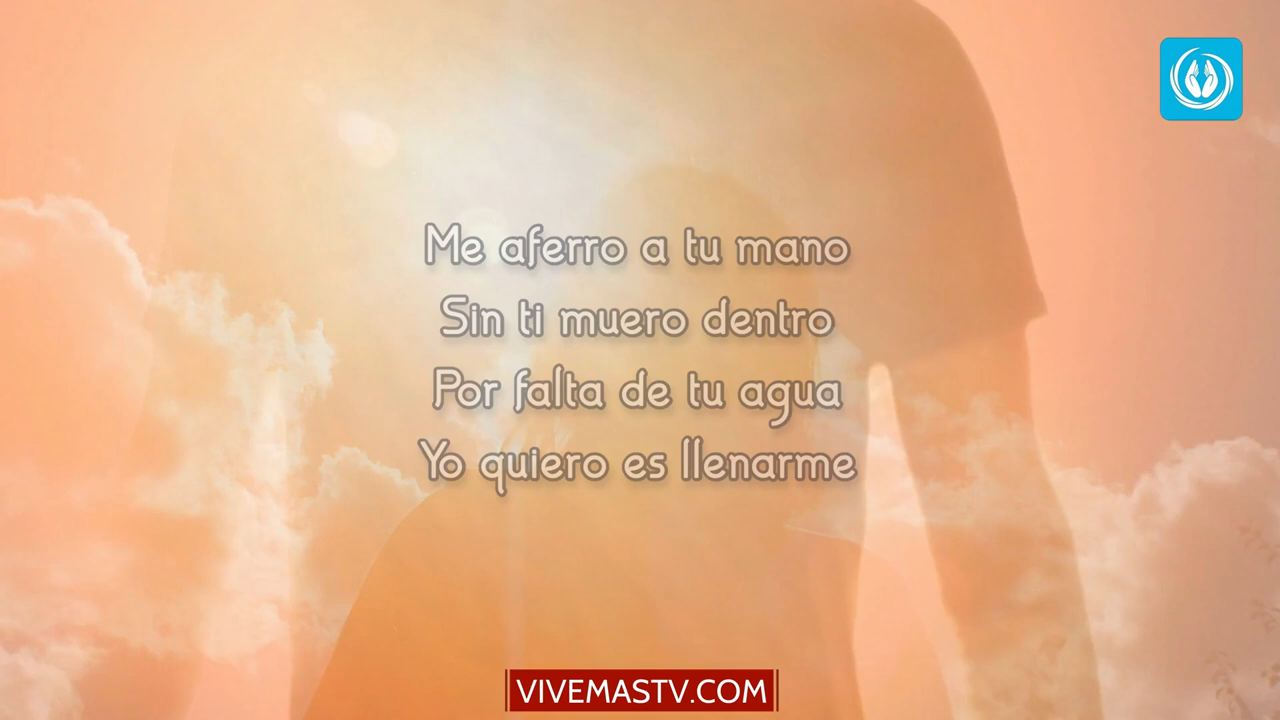 Me aferro a tu mano
Sin ti muero dentro
Por falta de tu agua
Yo quiero es llenarme
VIVEMASTV.COM